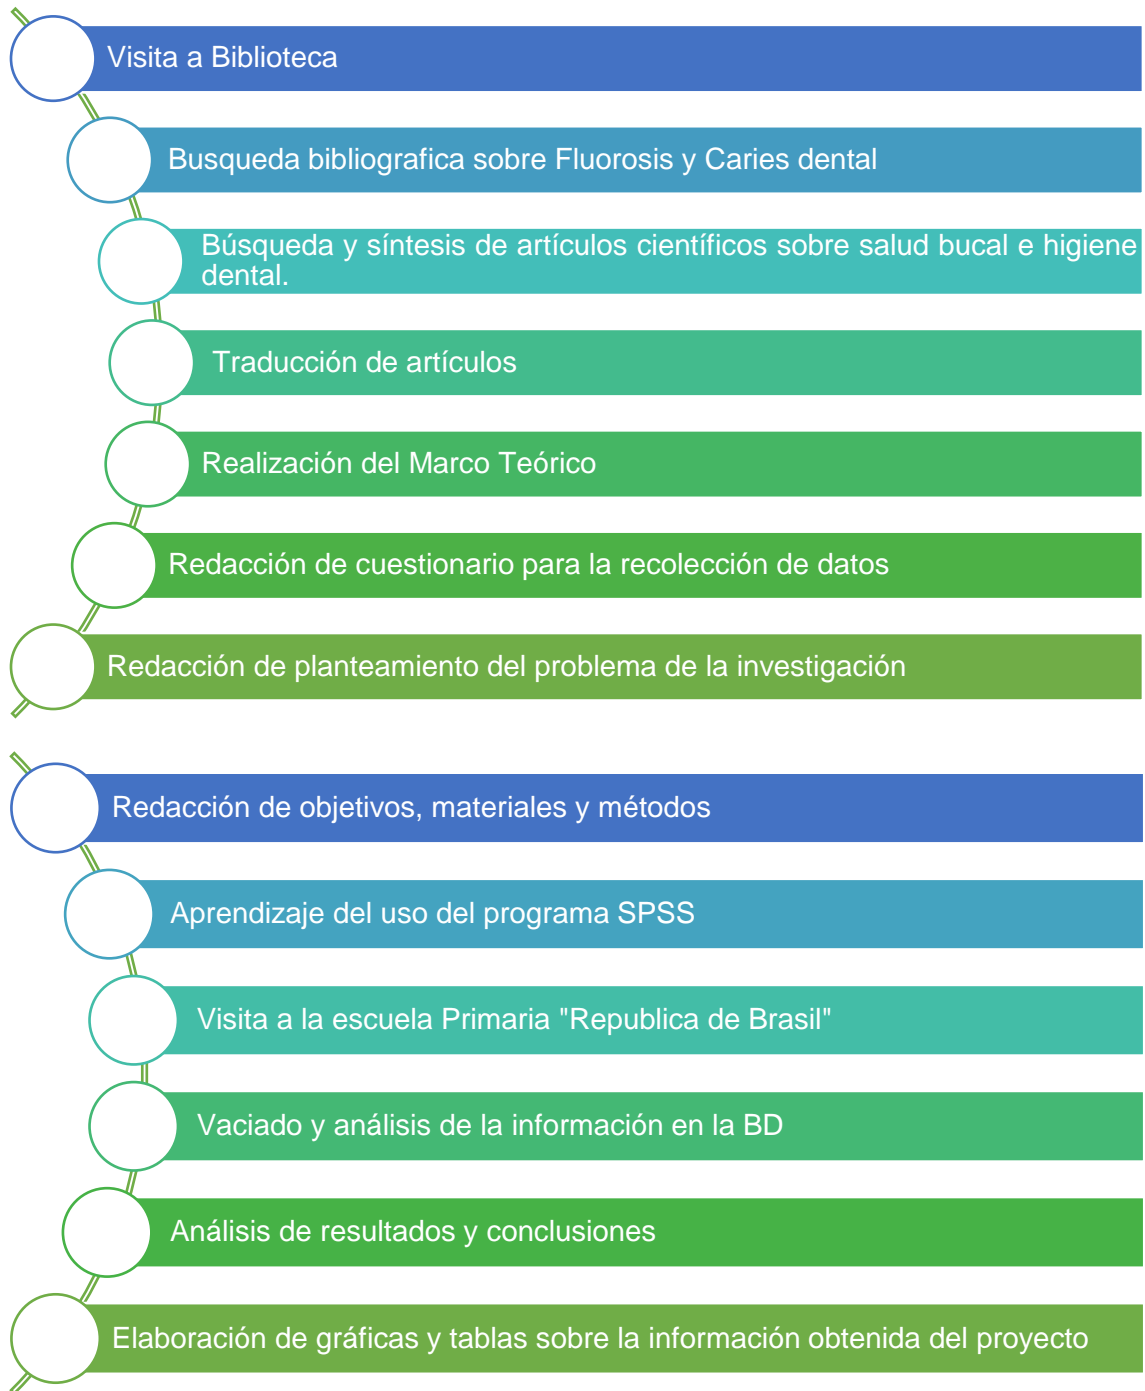 Visita a Biblioteca
Busqueda bibliografica sobre Fluorosis y Caries dental
Búsqueda y síntesis de artículos científicos sobre salud bucal e higiene
dental.
Traducción de artículos
Realización del Marco Teórico
Redacción de cuestionario para la recolección de datos
Redacción de planteamiento del problema de la investigación
Redacción de objetivos, materiales y métodos
Aprendizaje del uso del programa SPSS
Visita a la escuela Primaria "Republica de Brasil"
Vaciado y análisis de la información en la BD
Análisis de resultados y conclusiones
Elaboración de gráficas y tablas sobre la información obtenida del proyecto